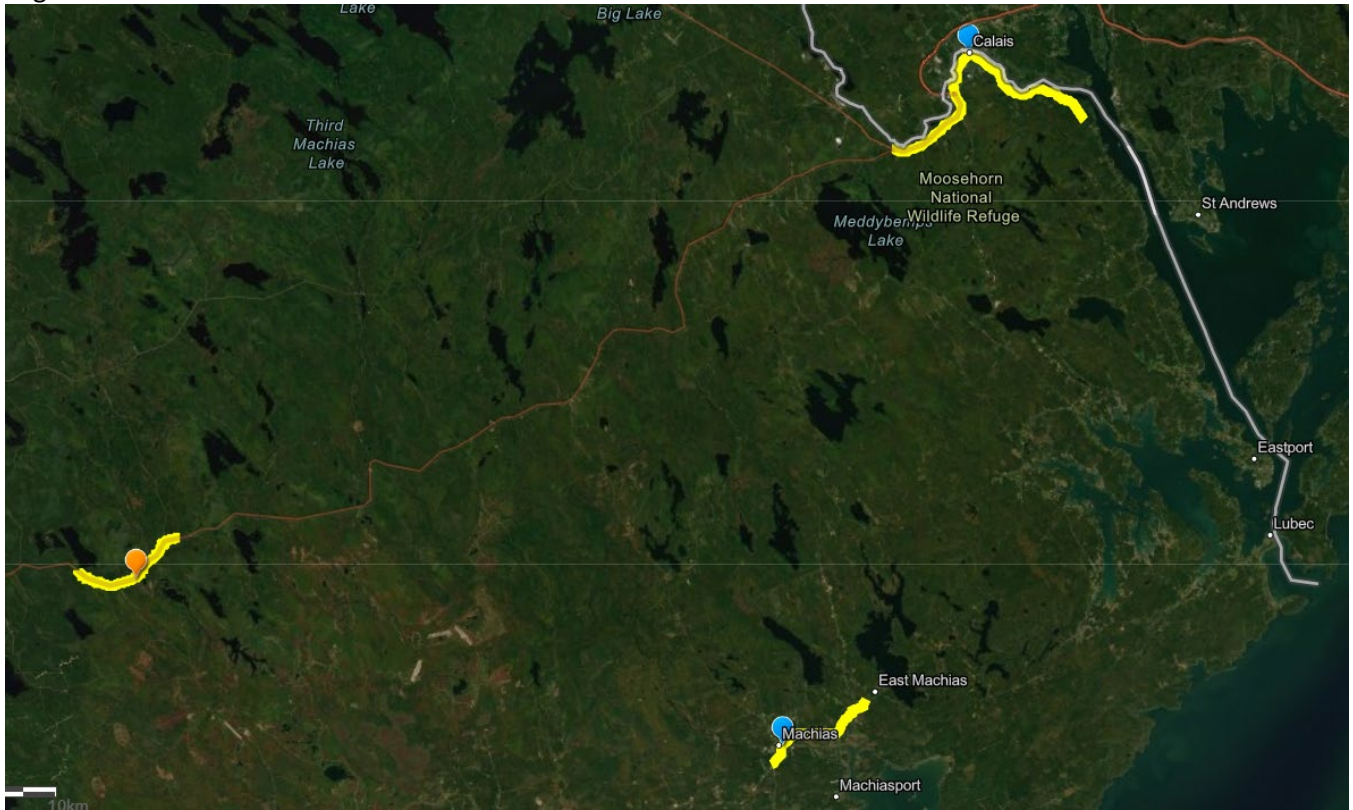 Lake
Big Lake
Calais
Third
Machias
Lake
Moosehorn
National
Wildlife Refuge
Meddybemps
Lake
St Andrews
Eastport
Lubec
East Machias
Machias
Machiasport
10km